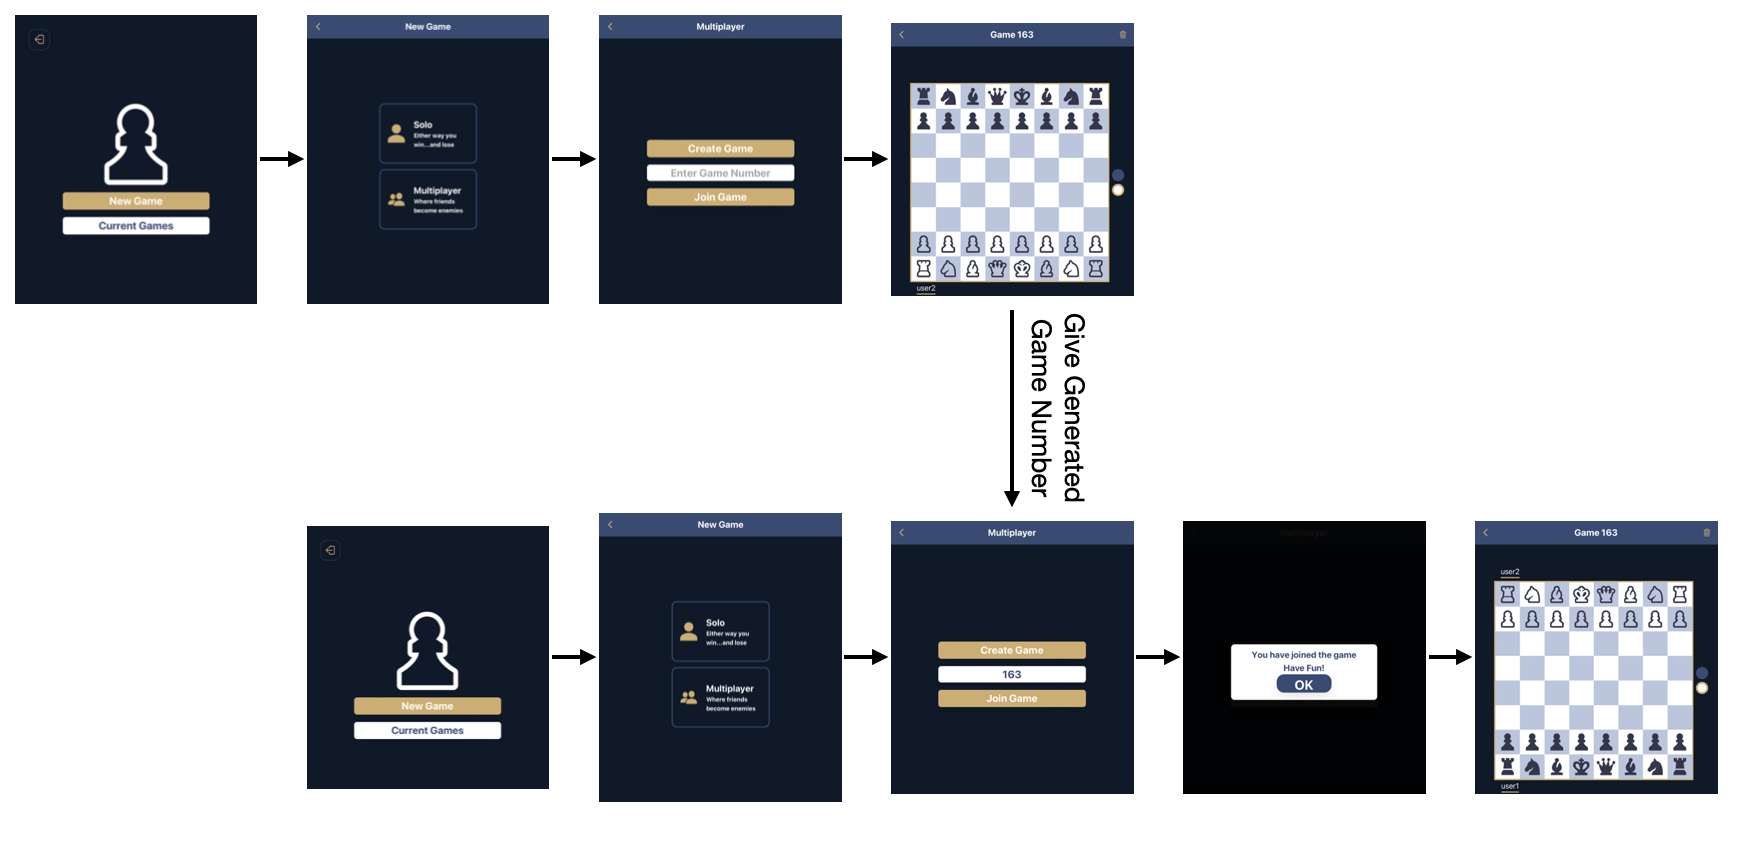 New Game
Current Games
New Game
Solo
Either way you
win...and lose
Multiplayer
Where friends
become enemies
Multiplayer
Create Game
Enter Game Number
Join Game
Game 163
user2
Give Generated
Game Number
New Game
Current Games
New Game
Solo
Either way you
win...and lose
Multiplayer
Where friends
become enemies
Multiplayer
Create Game
163
Join Game
Multiplayer
You have joined the game
Have Fun!
OK
Game 163
user2
user1